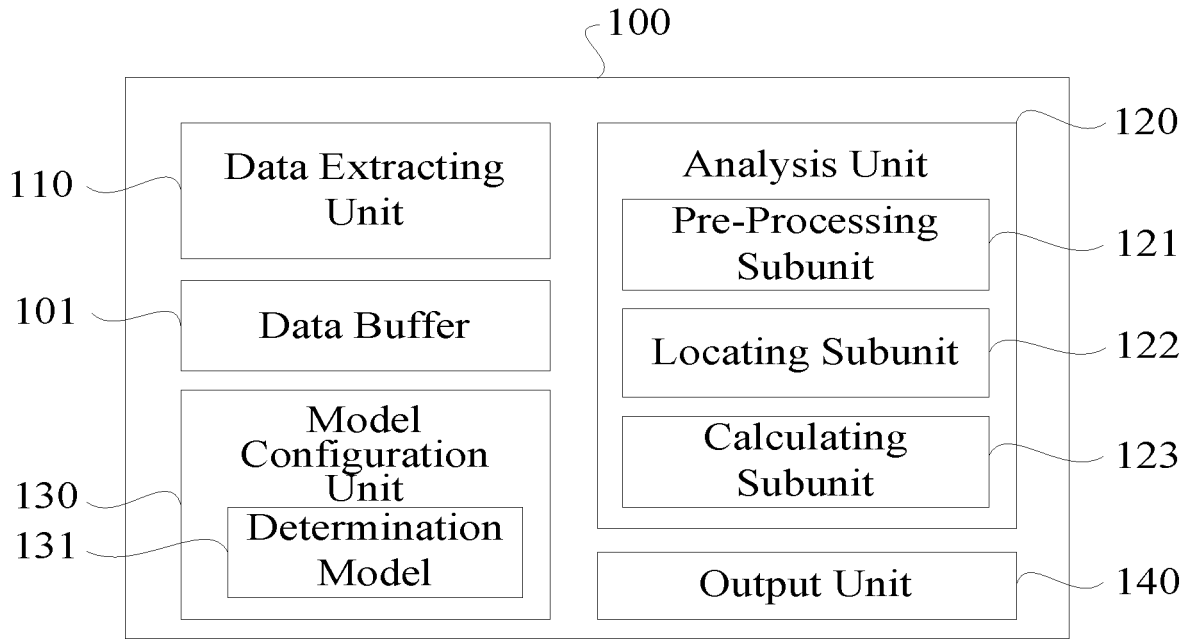 100
110
Data Extracting
Unit
101
Data Buffer
130
Model
Configuration
Unit
131
Determination
Model
120
Analysis Unit
121
Pre-Processing
Subunit
122
Locating Subunit
123
Calculating
Subunit
140
Output Unit